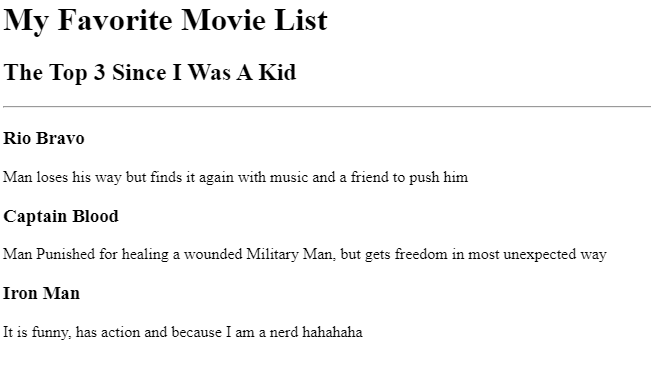 My Favorite Movie List
The Top 3 Since I Was A Kid
Rio Bravo
Man loses his way but finds it again with music and a friend to push him
Captain Blood
Man Punished for healing a wounded Military Man, but gets freedom in most unexpected way
Iron Man
It is funny, has action and because I am a nerd hahahaha